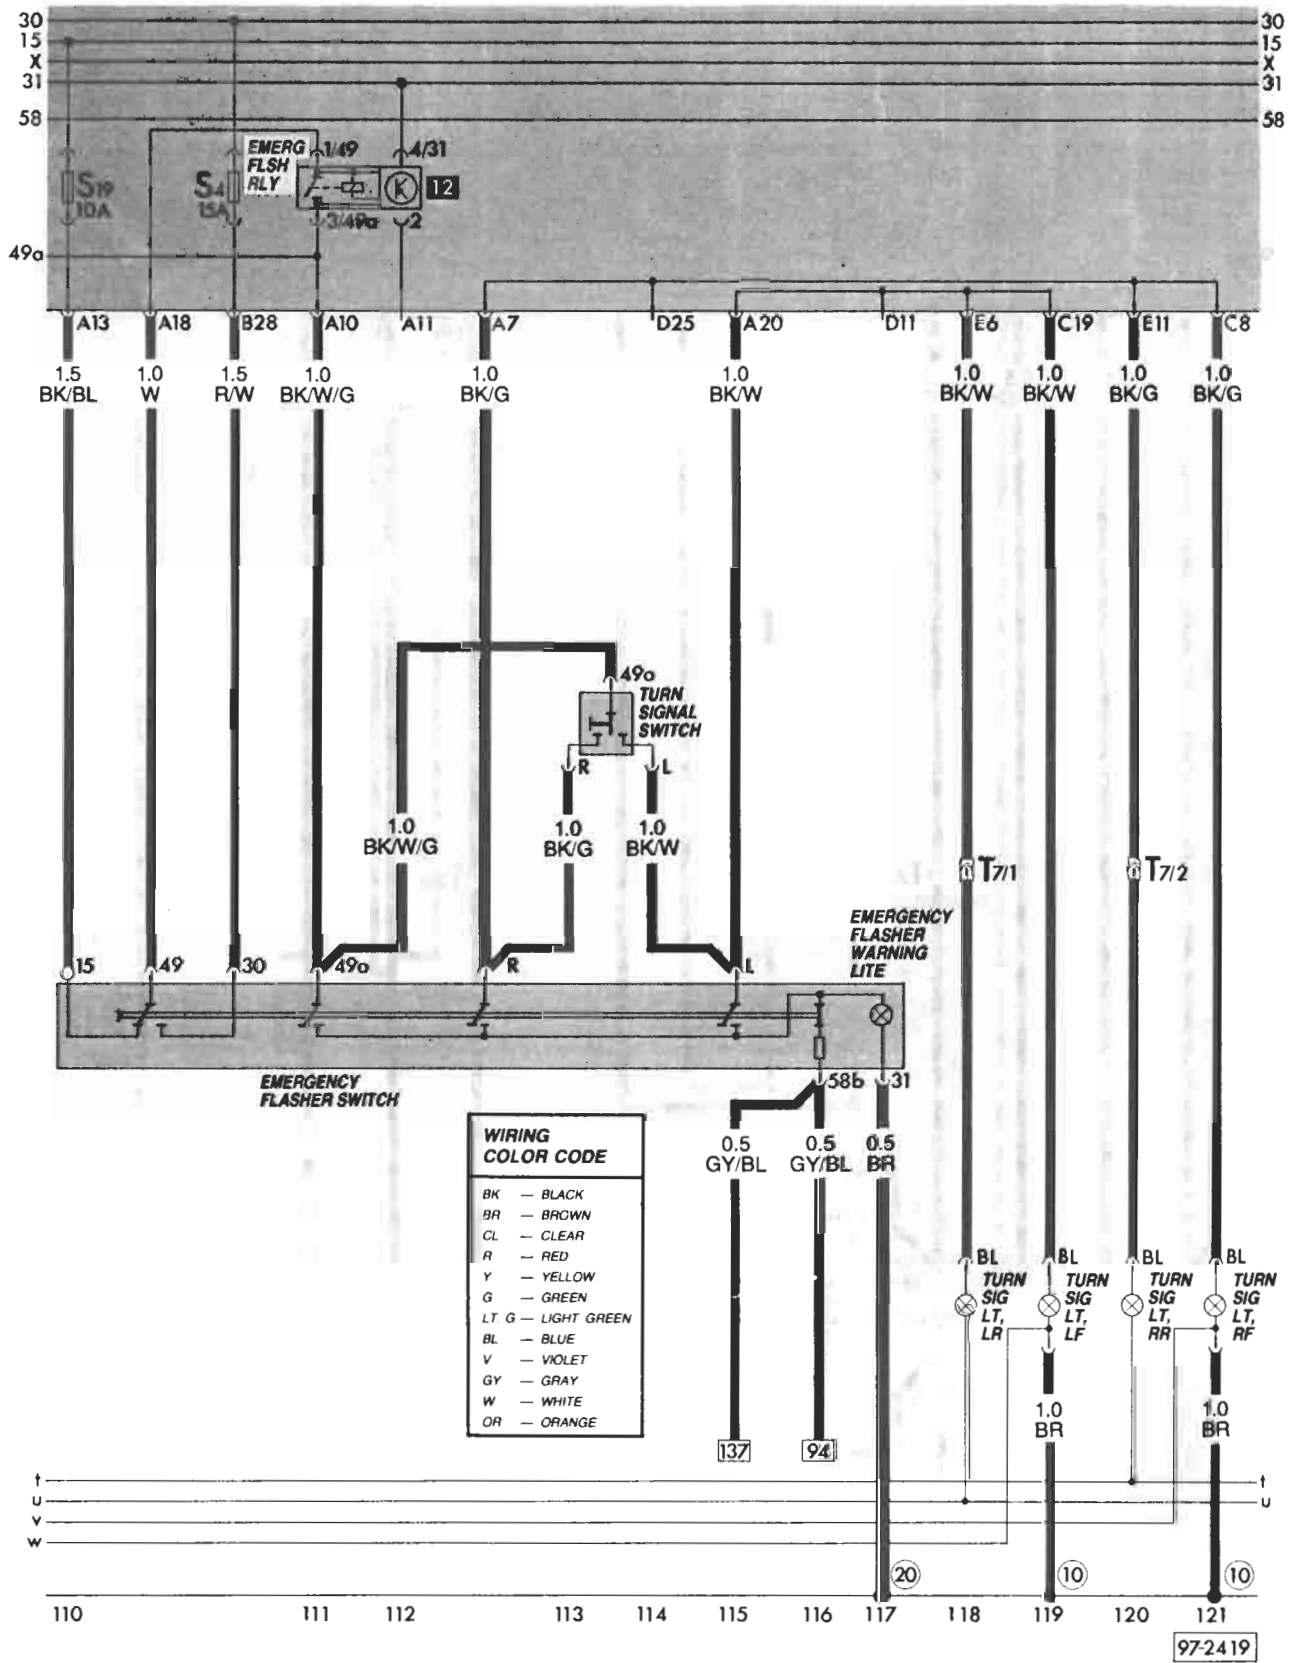 30 30
15 15
X X
31 31
58 58
EMERG FLSH RLY
1/49
4/31
12
S19 10A
S4 15A
3/49a
2
49a
A13 A18 B28 A10 A11 A7 D25 A20 D11 E6 C19 E11 C8
1.5 1.0 1.5 1.0 1.0 1.0 1.0 1.0 1.0 1.0
BK/BL W R/W BK/W/G BK/G BK/W BK/W BK/W BK/G BK/G
49a
TURN
SIGNAL
SWITCH
R L
1.0 1.0 1.0
BK/W/G BK/G BK/W
T7/1 T7/2
EMERGENCY
FLASHER
WARNING
LITE
15 49 30 49a R L
EMERGENCY
FLASHER SWITCH
58b 31
0.5 0.5 0.5
GY/BL GY/BL BR
WIRING
COLOR CODE
BK — BLACK
BR — BROWN
CL — CLEAR
R — RED
Y — YELLOW
G — GREEN
LT. G — LIGHT GREEN
BL — BLUE
V — VIOLET
GY — GRAY
W — WHITE
OR — ORANGE
BL BL BL BL
TURN SIG LT, LR
TURN SIG LT, LF
TURN SIG LT, RR
TURN SIG LT, RF
1.0 1.0
BR BR
137 94
t t
u u
v
w
20 10 10
110 111 112 113 114 115 116 117 118 119 120 121
97-2419